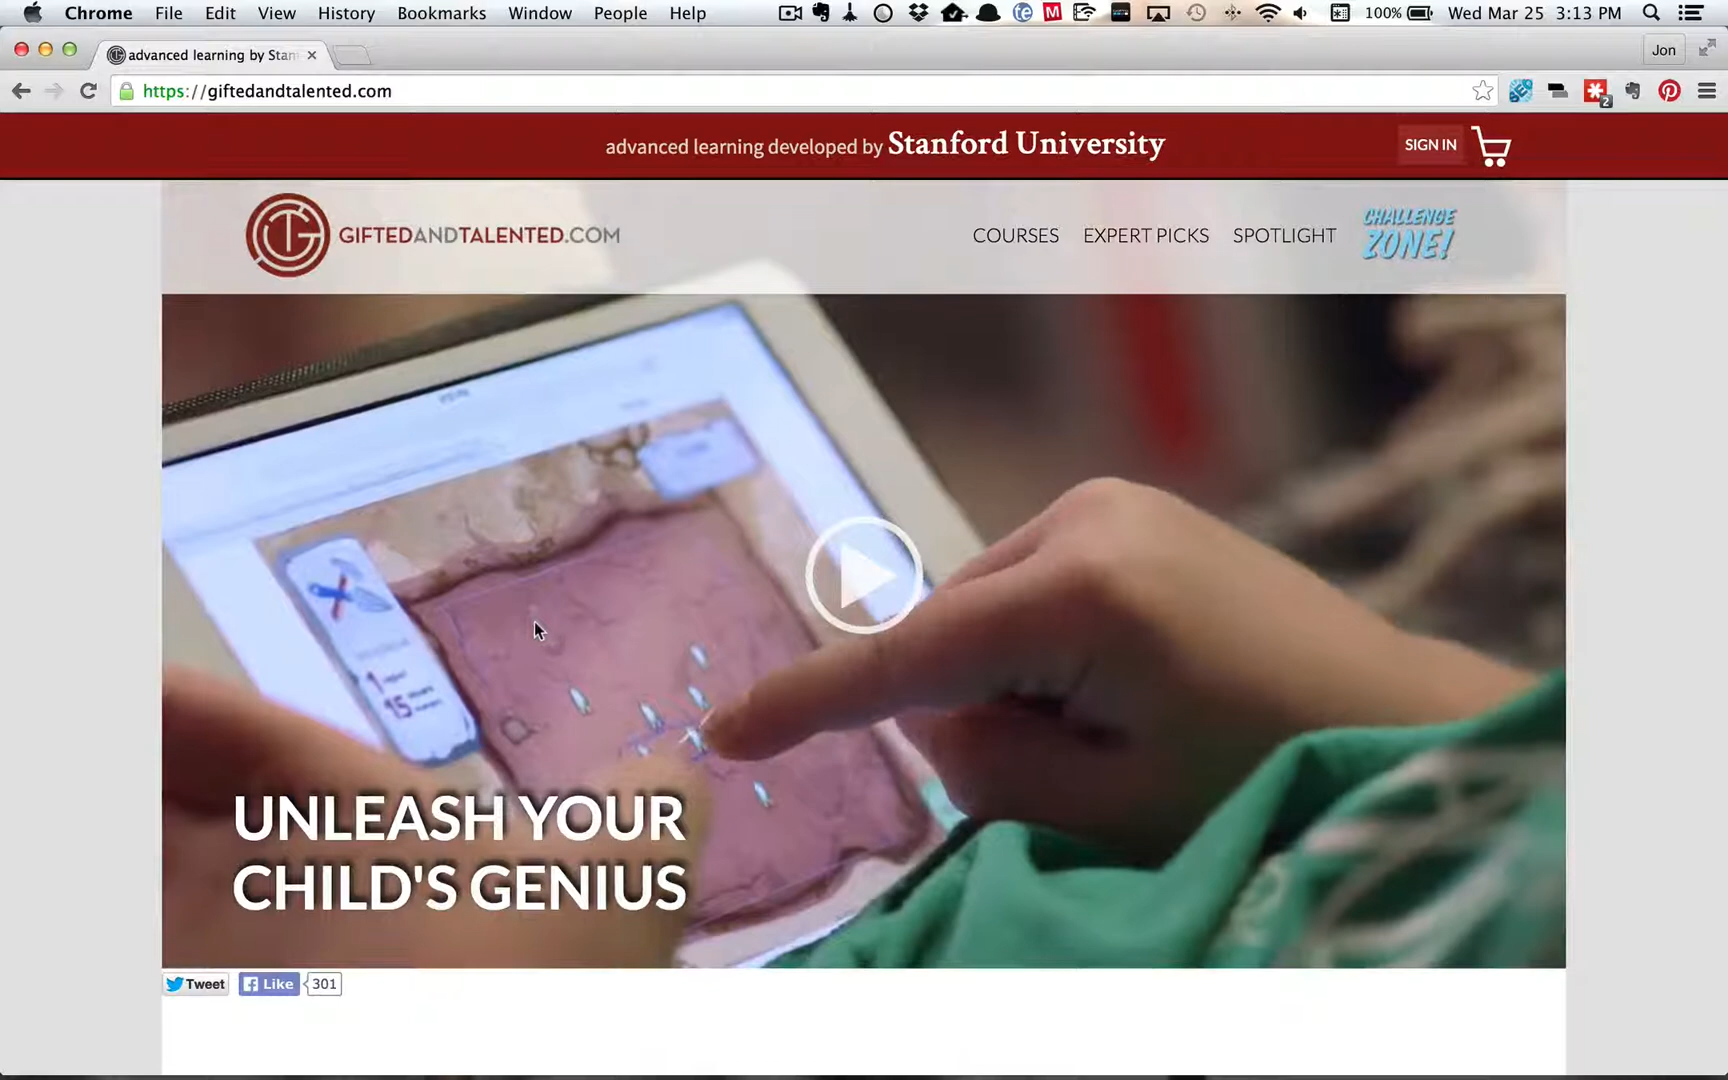 Chrome File Edit View History Bookmarks Window People Help 100% Wed Mar 25 3:13 PM
advanced learning by Stan Jon
https://giftedandtalented.com
advanced learning developed by Stanford University SIGN IN
GIFTEDANDTALENTED.COM COURSES EXPERT PICKS SPOTLIGHT CHALLENGE ZONE!
1
15
UNLEASH YOUR
CHILD'S GENIUS
Tweet Like 301